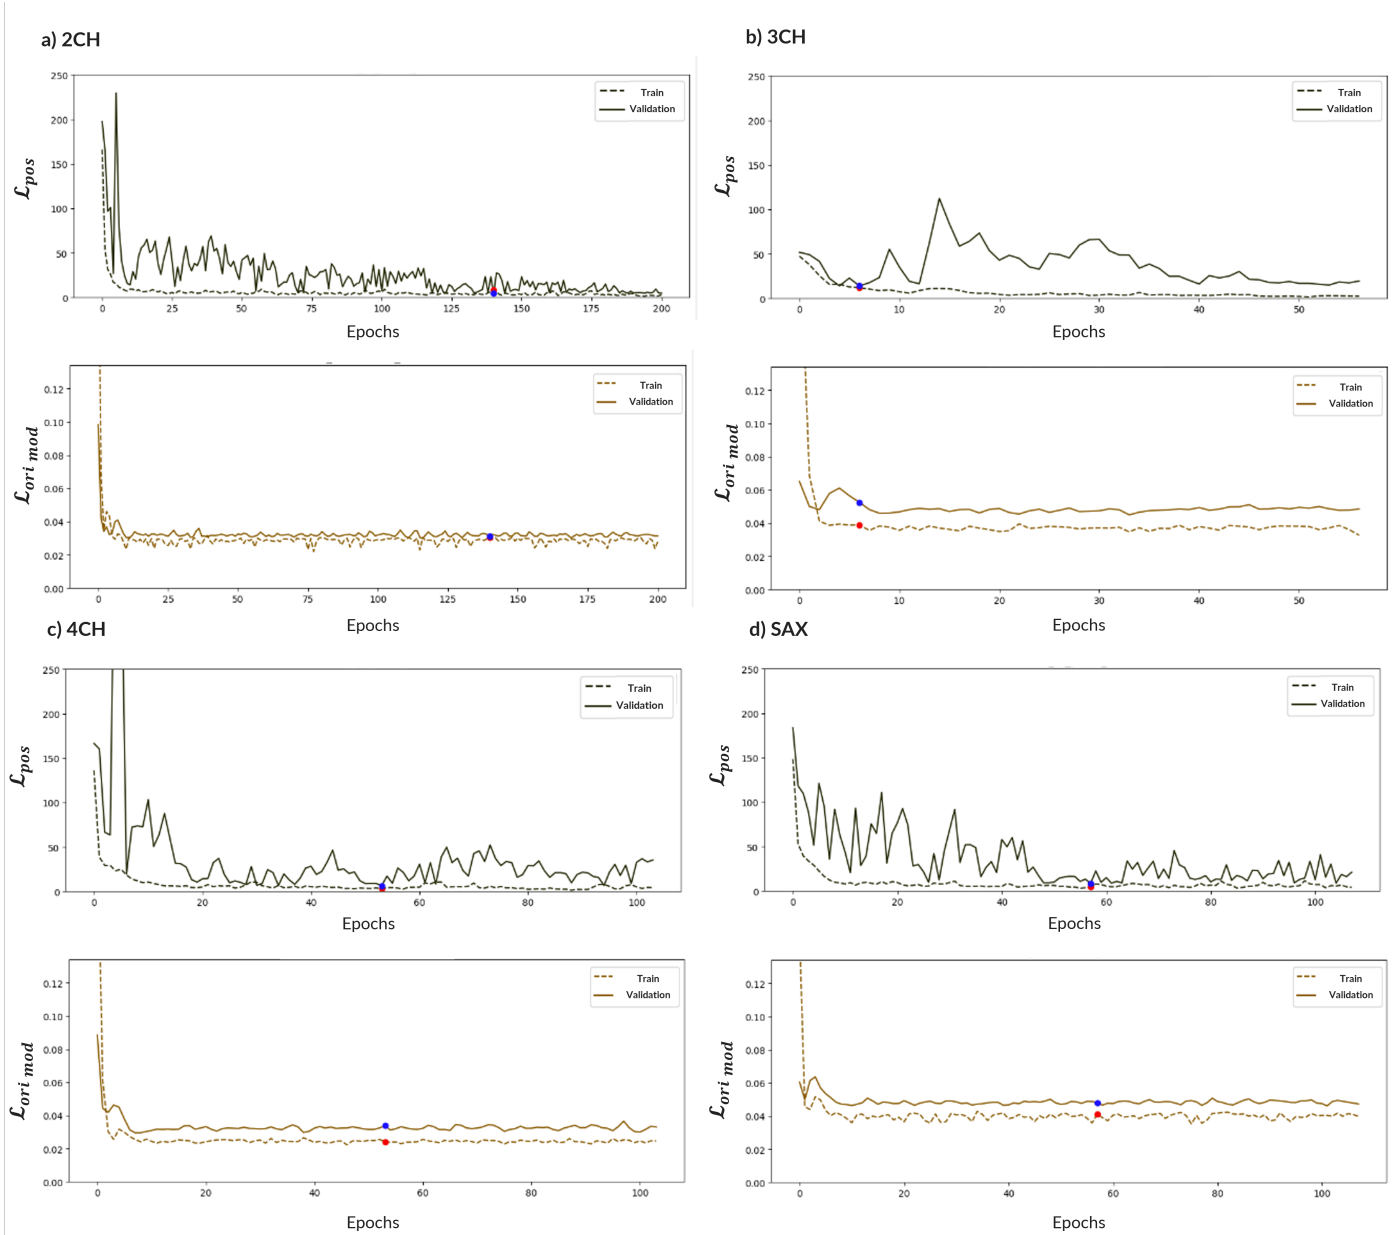 a) 2CH
250
200
150
100
50
0
ℒpos
Train
Validation
0 25 50 75 100 125 150 175 200
Epochs
0.12
0.10
0.08
0.06
0.04
0.02
0.00
ℒori mod
Train
Validation
0 25 50 75 100 125 150 175 200
Epochs
b) 3CH
250
200
150
100
50
0
ℒpos
Train
Validation
0 10 20 30 40 50
Epochs
0.12
0.10
0.08
0.06
0.04
0.02
0.00
ℒori mod
Train
Validation
0 10 20 30 40 50
Epochs
c) 4CH
250
200
150
100
50
0
ℒpos
Train
Validation
0 20 40 60 80 100
Epochs
0.12
0.10
0.08
0.06
0.04
0.02
0.00
ℒori mod
Train
Validation
0 20 40 60 80 100
Epochs
d) SAX
250
200
150
100
50
0
ℒpos
Train
Validation
0 20 40 60 80 100
Epochs
0.12
0.10
0.08
0.06
0.04
0.02
0.00
ℒori mod
Train
Validation
0 20 40 60 80 100
Epochs